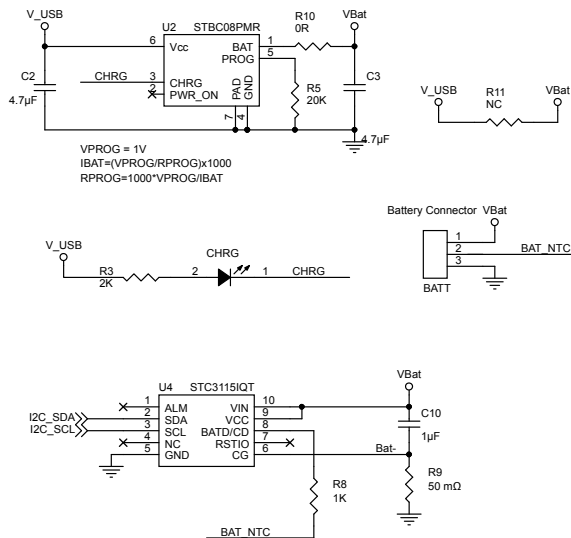 V_USB
U2 STBC08PMR
R10
0R
VBat
6 Vcc BAT 1
PROG 5
C2
4.7µF
CHRG 3 CHRG
2 PWR_ON
PAD
GND
7
4
R5
20K
C3
4.7µF
V_USB
R11
NC
VBat
VPROG = 1V
IBAT=(VPROG/RPROG)x1000
RPROG=1000*VPROG/IBAT
Battery Connector VBat
1
2 BAT_NTC
3
BATT
V_USB
R3
2K
CHRG
2 1 CHRG
U4 STC3115IQT
VBat
1 ALM VIN 10
I2C_SDA 2 SDA VCC 9
I2C_SCL 3 SCL BATD/CD 8
4 NC RSTIO 7
5 GND CG 6 Bat-
C10
1µF
R9
50 mΩ
R8
1K
BAT_NTC